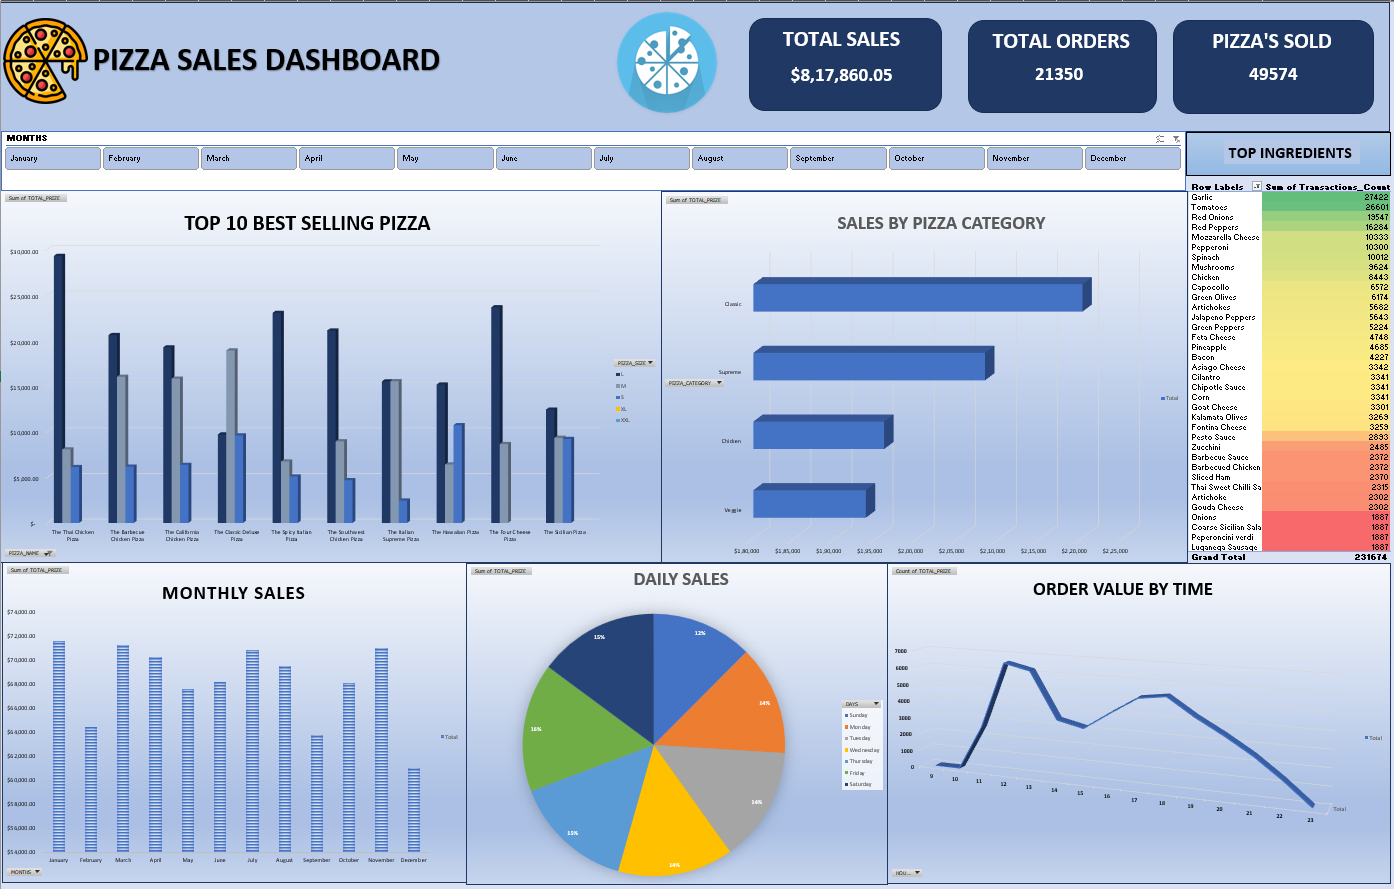 PIZZA SALES DASHBOARD
TOTAL SALES
$8,17,860.05
TOTAL ORDERS
21350
PIZZA'S SOLD
49574
MONTHS
January
February
March
April
May
June
July
August
September
October
November
December
TOP INGREDIENTS
Row Labels Sum of Transactions_Count
Garlic 27422
Tomatoes 26601
Red Onions 19547
Red Peppers 16284
Mozzarella Cheese 10333
Pepperoni 10300
Spinach 10012
Mushrooms 9624
Chicken 8443
Capocollo 6572
Green Olives 6174
Artichokes 5682
Jalapeno Peppers 5643
Green Peppers 5224
Feta Cheese 4748
Pineapple 4685
Bacon 4227
Asiago Cheese 3342
Cilantro 3341
Chipotle Sauce 3341
Corn 3341
Goat Cheese 3301
Kalamata Olives 3269
Fontina Cheese 3259
Pesto Sauce 2893
Zucchini 2485
Barbecue Sauce 2372
Barbecued Chicken 2372
Sliced Ham 2370
Thai Sweet Chilli Sa 2315
Artichoke 2302
Gouda Cheese 2302
Onions 1887
Coarse Sicilian Sala 1887
Peperoncini verdi 1887
Luganega Sausage 1887
Grand Total 231674
Sum of TOTAL_PRIZE
TOP 10 BEST SELLING PIZZA
$30,000.00
$25,000.00
$20,000.00
$15,000.00
$10,000.00
$5,000.00
$-
The Thai Chicken Pizza
The Barbecue Chicken Pizza
The California Chicken Pizza
The Classic Deluxe Pizza
The Spicy Italian Pizza
The Southwest Chicken Pizza
The Italian Supreme Pizza
The Hawaiian Pizza
The Four Cheese Pizza
The Sicilian Pizza
PIZZA_SIZE
L
M
S
XL
XXL
PIZZA_NAME
Sum of TOTAL_PRIZE
SALES BY PIZZA CATEGORY
Classic
Supreme
Chicken
Veggie
PIZZA_CATEGORY
Total
$1,80,000
$1,85,000
$1,90,000
$1,95,000
$2,00,000
$2,05,000
$2,10,000
$2,15,000
$2,20,000
$2,25,000
Sum of TOTAL_PRIZE
MONTHLY SALES
$74,000.00
$72,000.00
$70,000.00
$68,000.00
$66,000.00
$64,000.00
$62,000.00
$60,000.00
$58,000.00
$56,000.00
$54,000.00
January
February
March
April
May
June
July
August
September
October
November
December
Total
MONTHS
Sum of TOTAL_PRIZE
DAILY SALES
12%
14%
14%
14%
15%
16%
15%
DAYS
Sunday
Monday
Tuesday
Wednesday
Thursday
Friday
Saturday
Count of TOTAL_PRIZE
ORDER VALUE BY TIME
7000
6000
5000
4000
3000
2000
1000
0
9
10
11
12
13
14
15
16
17
18
19
20
21
22
23
Total
Total
HOU...